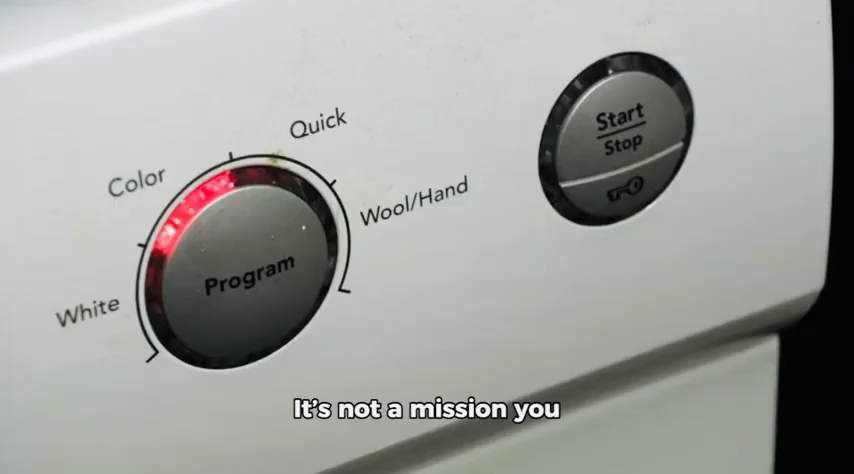 Quick
Color
Wool/Hand
White
Program
Start
Stop
It's not a mission you